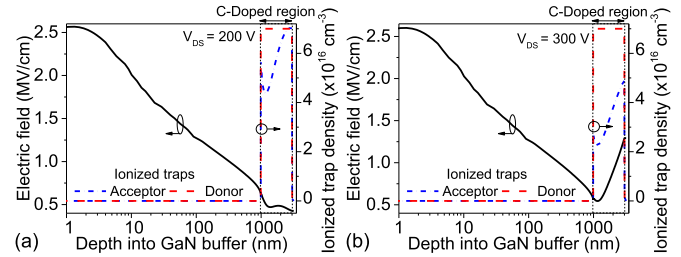 C-Doped region
V_DS = 200 V
Electric field (MV/cm)
2.5
2.0
1.5
1.0
0.5
Ionized traps
Acceptor
Donor
1
10
100
1000
Depth into GaN buffer (nm)
7
6
4
2
0
Ionized trap density (x10^16 cm^-3)
(a)
C-Doped region
V_DS = 300 V
Electric field (MV/cm)
2.5
2.0
1.5
1.0
0.5
Ionized traps
Acceptor
Donor
1
10
100
1000
Depth into GaN buffer (nm)
7
6
4
2
0
Ionized trap density (x10^16 cm^-3)
(b)